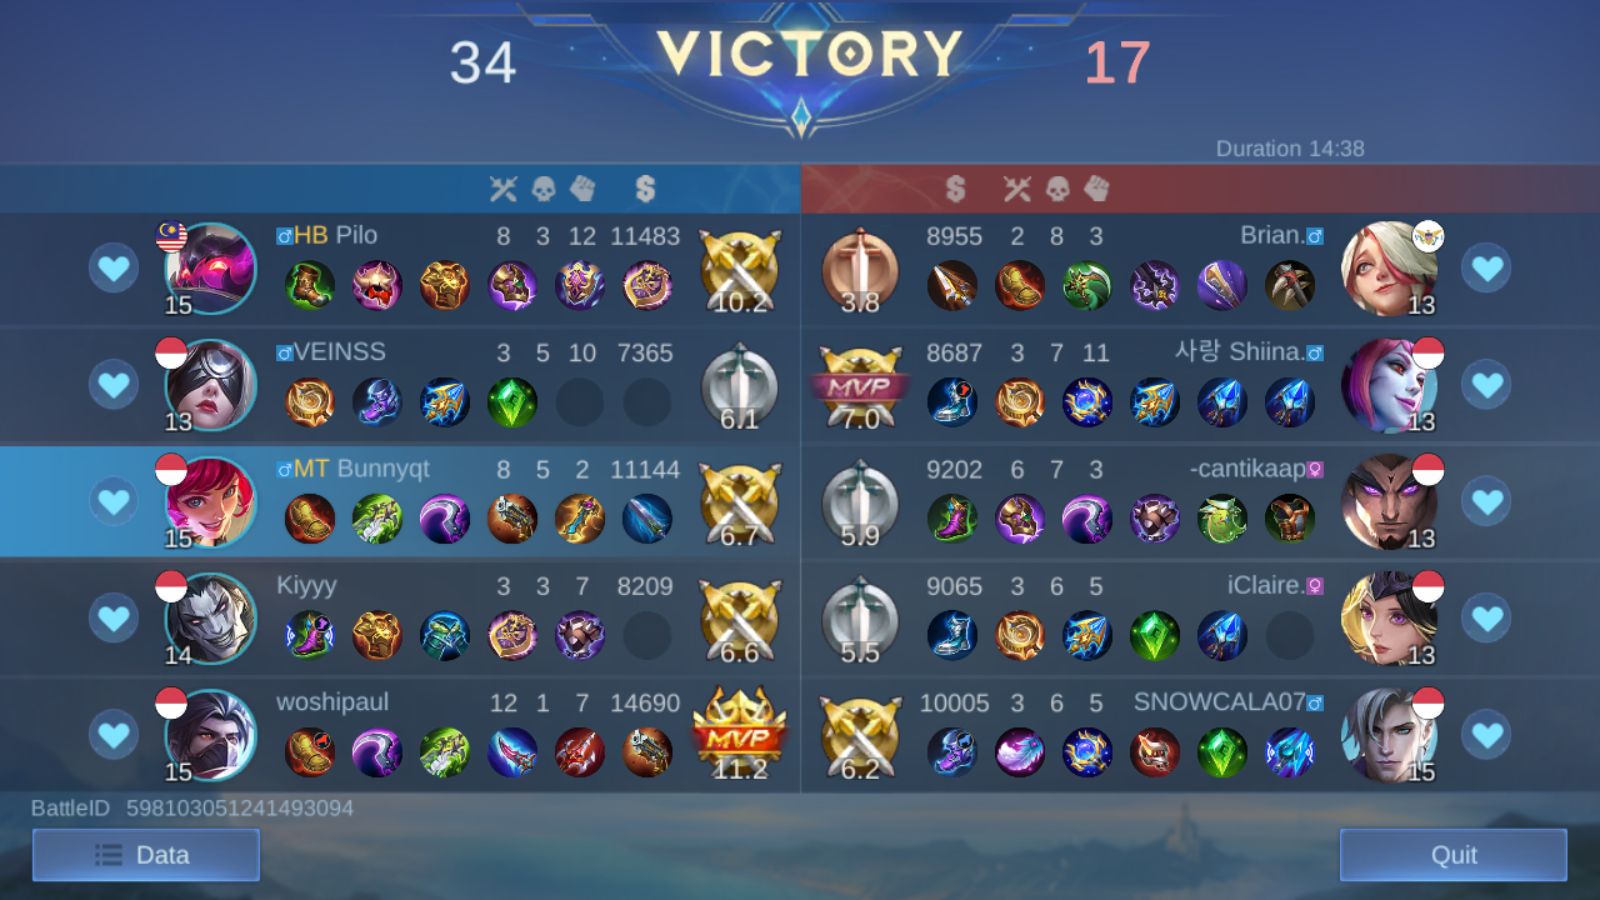 34 VICTORY 17
Duration 14:38
HB Pilo 8 3 12 11483
15 10.2
8955 2 8 3 Brian.
3.8 13
VEINSS 3 5 10 7365
13 6.1
8687 3 7 11 사랑 Shiina.
MVP 7.0 13
MT Bunnyqt 8 5 2 11144
15 6.7
9202 6 7 3 -cantikaap
5.9 13
Kiyyy 3 3 7 8209
14 6.6
9065 3 6 5 iClaire.
5.5 13
woshipaul 12 1 7 14690
15 MVP 11.2
10005 3 6 5 SNOWCALA07
6.2 15
BattleID 598103051241493094
Data
Quit